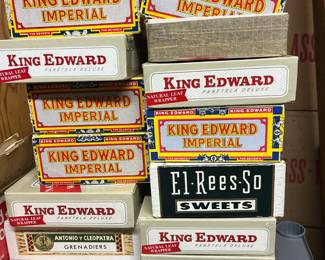 KING EDWARD
IMPERIAL
KING EDWARD
IMPERIAL
KING EDWARD
PANETELA DELUXE
NATURAL LEAF
WRAPPER
KING EDWARD
PANETELA DELUXE
NATURAL LEAF
WRAPPER
KING EDWARD
IMPERIAL
KING EDWARD
IMPERIAL
KING EDWARD
IMPERIAL
El-Rees-So
SWEETS
KING EDWARD
PANETELA DELUXE
NATURAL LEAF
WRAPPER
ANTONIO Y CLEOPATRA
GRENADIERS
KING EDWARD
PANETELA DELUXE
NATURAL LEAF
WRAPPER